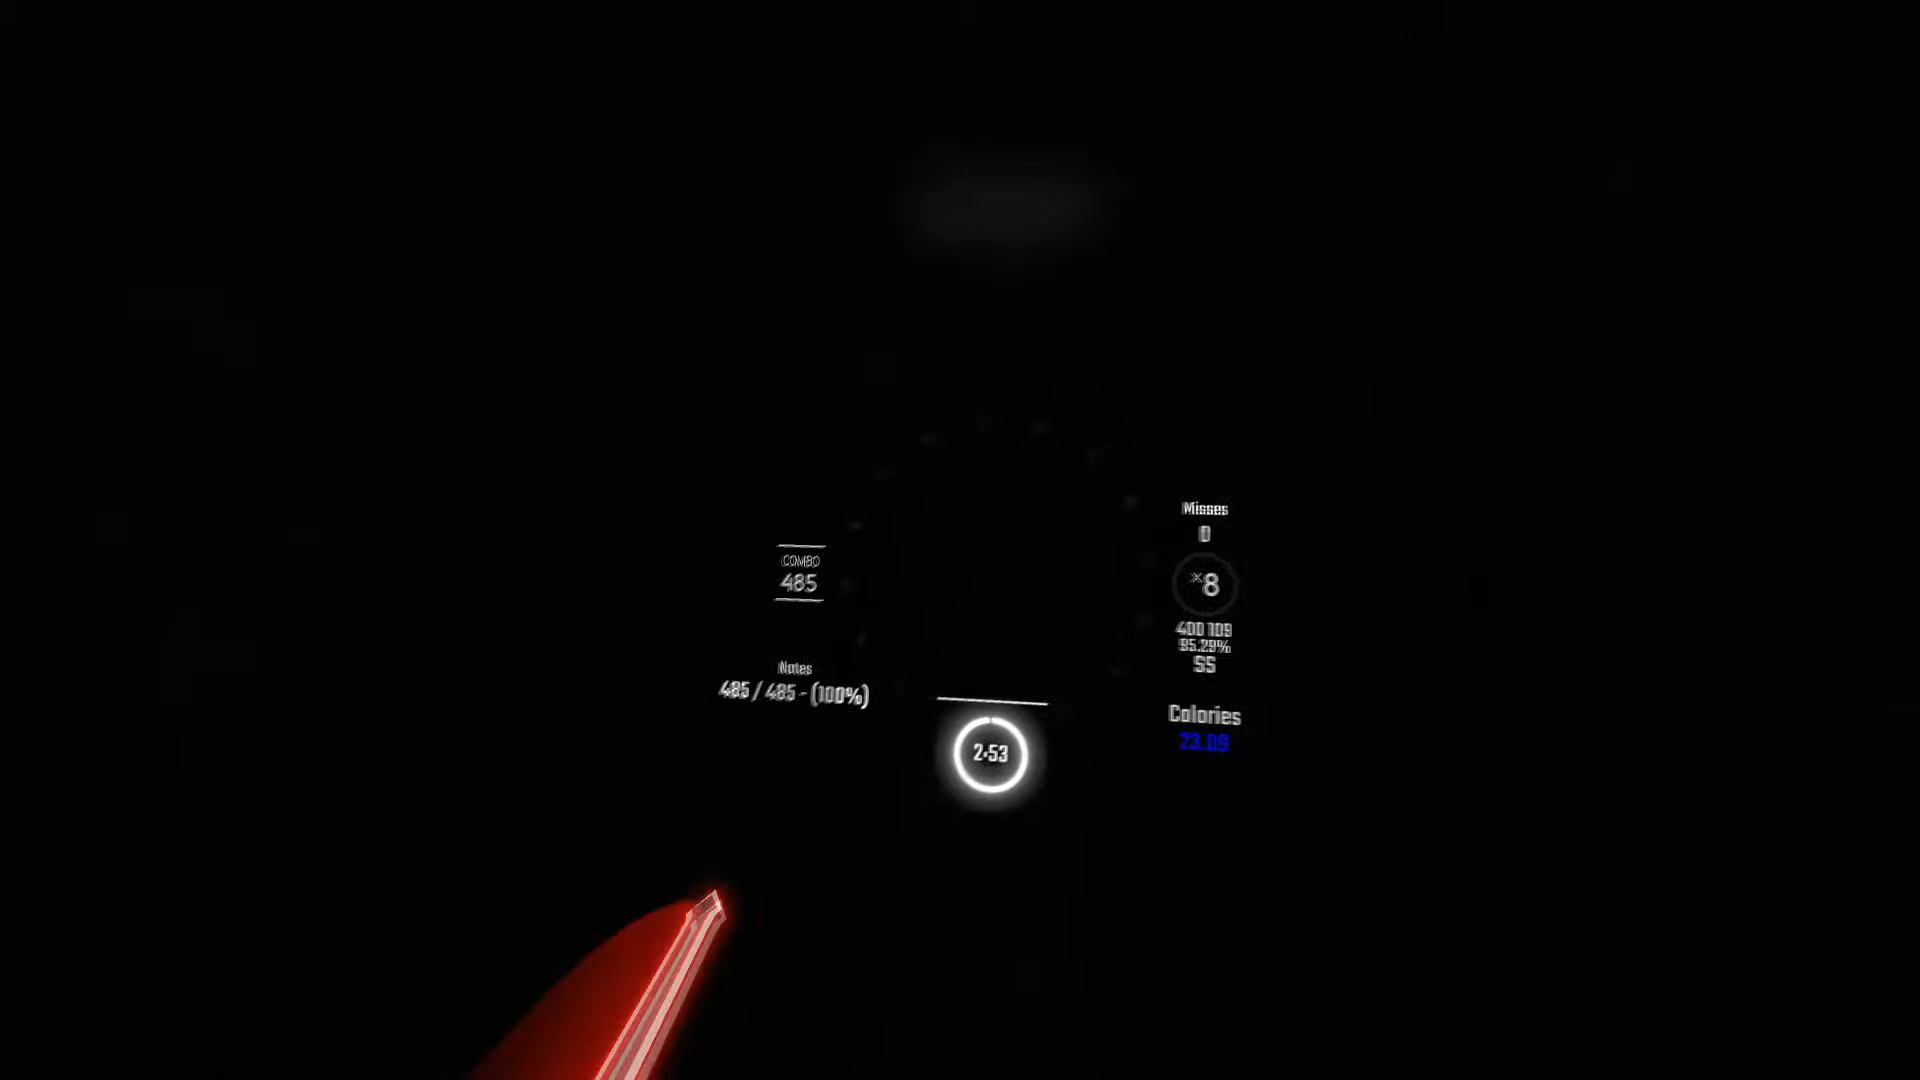 Misses
0
COMBO
485
x8
400 109
95.29%
SS
Notes
485 / 485 - (100%)
Calories
23.09
2:53